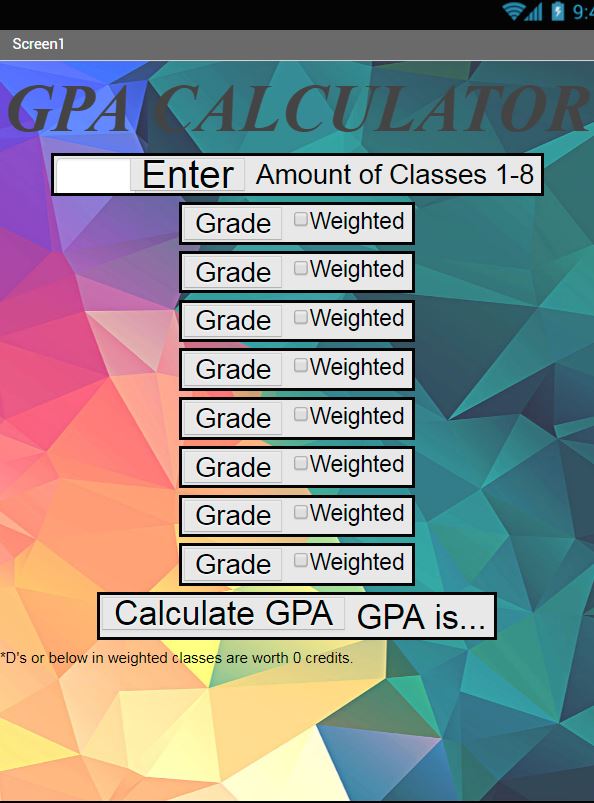 9:4
Screen1
GPA CALCULATOR
Enter Amount of Classes 1-8
Grade Weighted
Grade Weighted
Grade Weighted
Grade Weighted
Grade Weighted
Grade Weighted
Grade Weighted
Grade Weighted
Calculate GPA GPA is...
*D's or below in weighted classes are worth 0 credits.